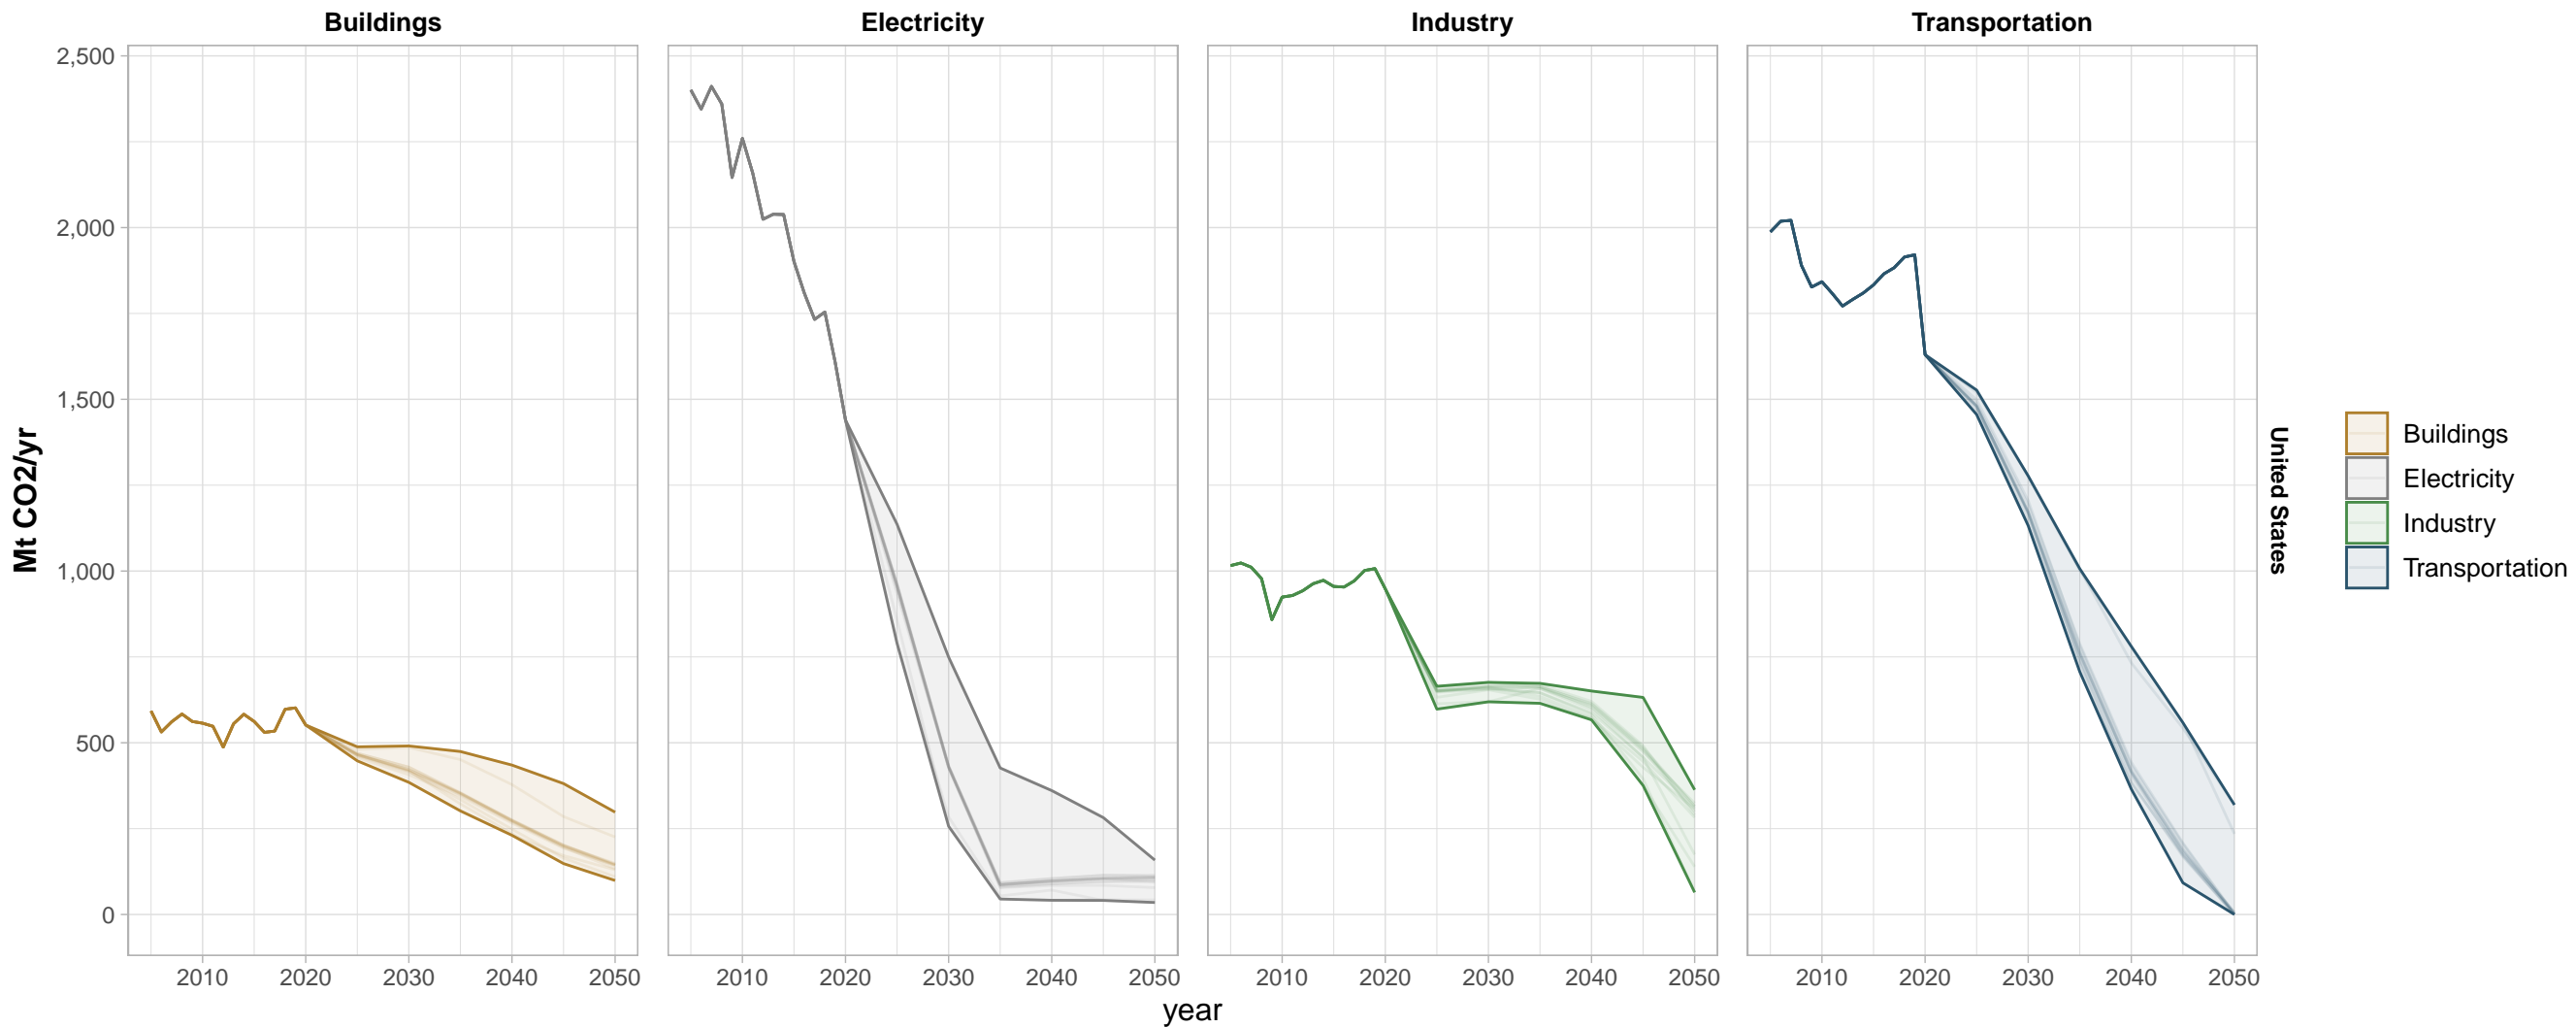 Buildings
Electricity
Industry
Transportation
2,500
2,000
1,500
1,000
500
0
Mt CO2/yr
2010 2020 2030 2040 2050
2010 2020 2030 2040 2050
2010 2020 2030 2040 2050
2010 2020 2030 2040 2050
year
United States
Buildings
Electricity
Industry
Transportation